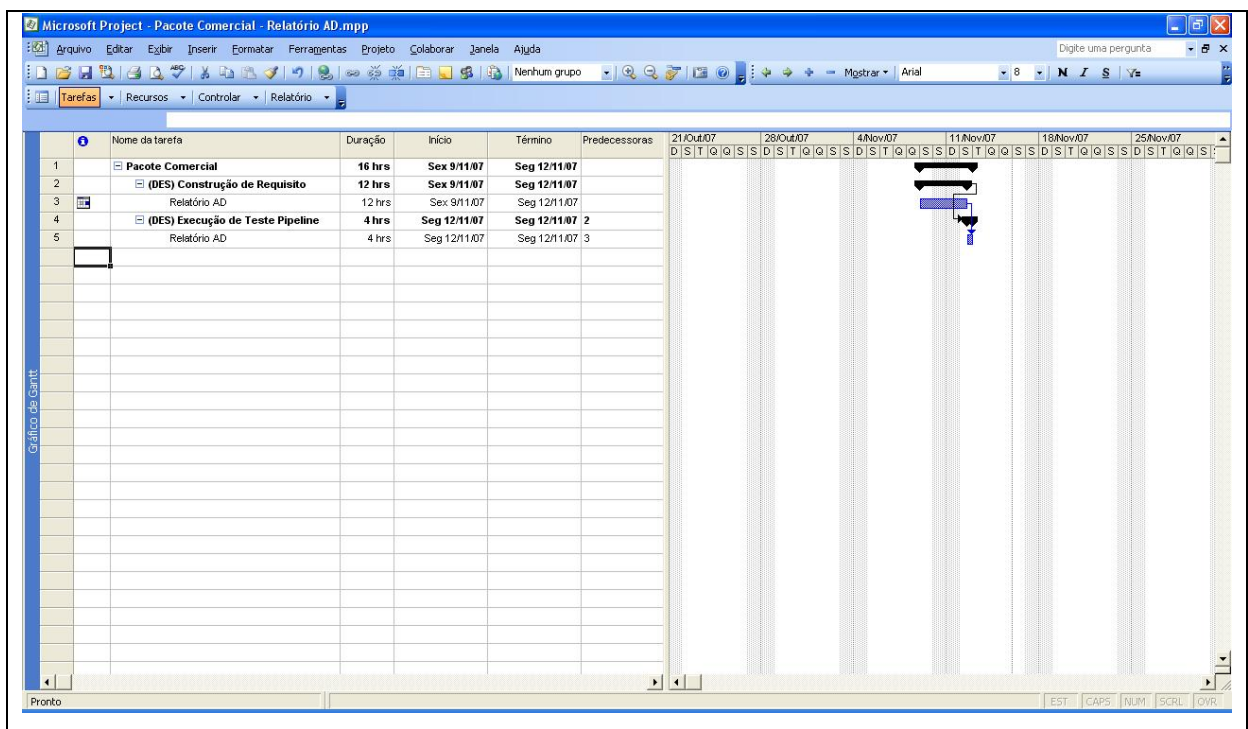 Microsoft Project - Pacote Comercial - Relatório AD.mpp
Arquivo Editar Exibir Inserir Formatar Ferramentas Projeto Colaborar Janela Ajuda Digite uma pergunta
Nenhum grupo Mostrar Arial 8 N I S
Tarefas Recursos Controlar Relatório
Nome da tarefa Duração Início Término Predecessoras 21/Out/07 28/Out/07 4/Nov/07 11/Nov/07 18/Nov/07 25/Nov/07
D S T Q Q S S D S T Q Q S S D S T Q Q S S D S T Q Q S S D S T Q Q S S D S T Q Q S
1 Pacote Comercial 16 hrs Sex 9/11/07 Seg 12/11/07
2 (DES) Construção de Requisito 12 hrs Sex 9/11/07 Seg 12/11/07
3 Relatório AD 12 hrs Sex 9/11/07 Seg 12/11/07
4 (DES) Execução de Teste Pipeline 4 hrs Seg 12/11/07 Seg 12/11/07 2
5 Relatório AD 4 hrs Seg 12/11/07 Seg 12/11/07 3
Gráfico de Gantt
Pronto EST CAPS NUM SCRL OVR